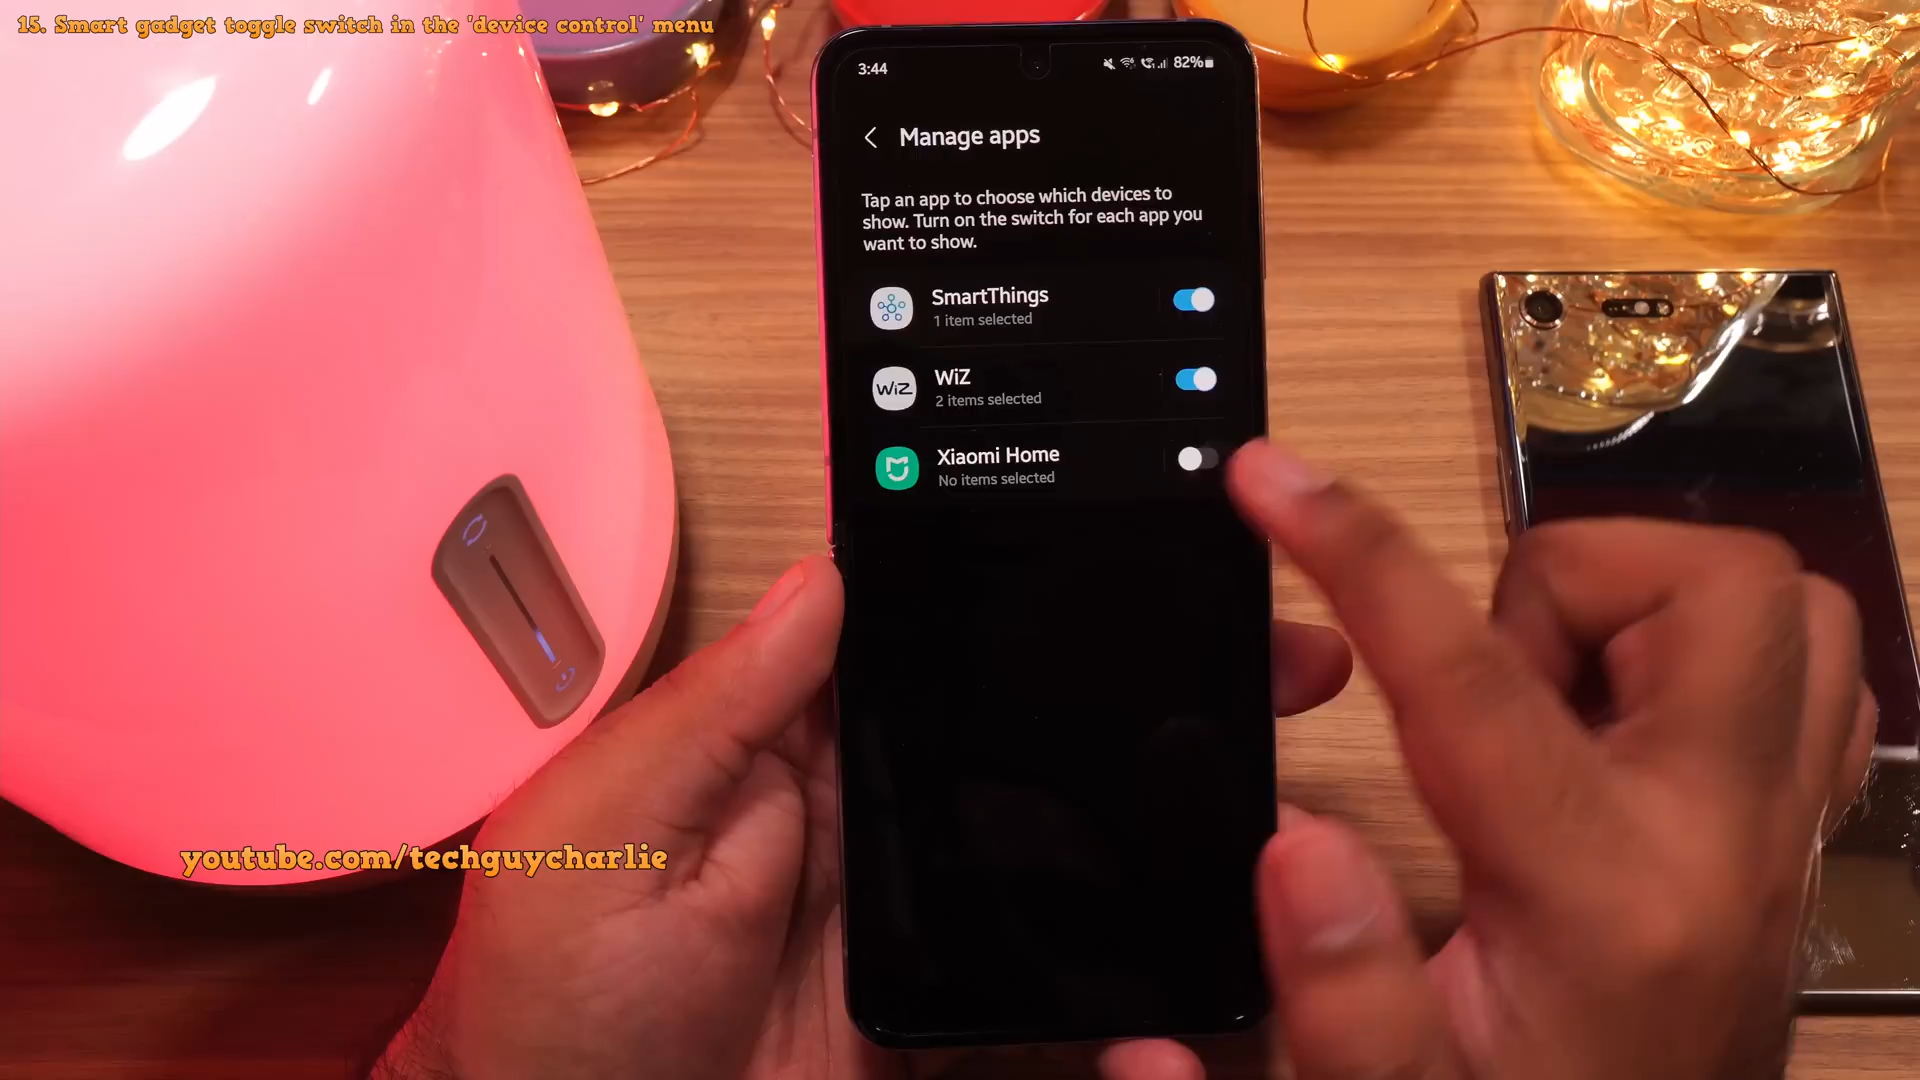 15. Smart gadget toggle switch in the 'device control' menu
3:44
82%
Manage apps
Tap an app to choose which devices to
show. Turn on the switch for each app you
want to show.
SmartThings
1 item selected
WiZ
WiZ
2 items selected
Xiaomi Home
No items selected
youtube.com/techguycharlie